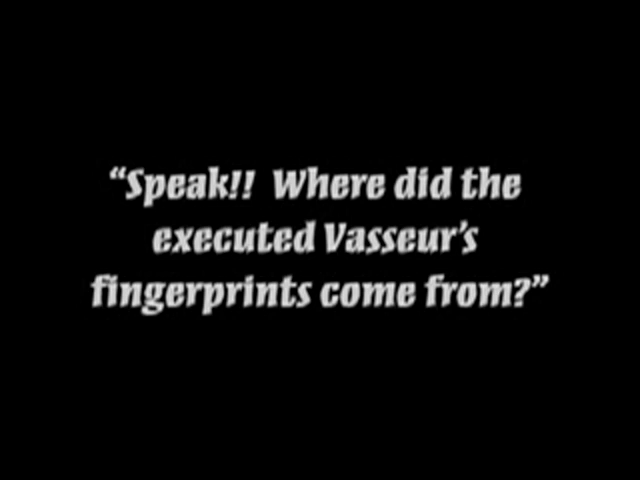 “Speak!! Where did the
executed Vasseur’s
fingerprints come from?”